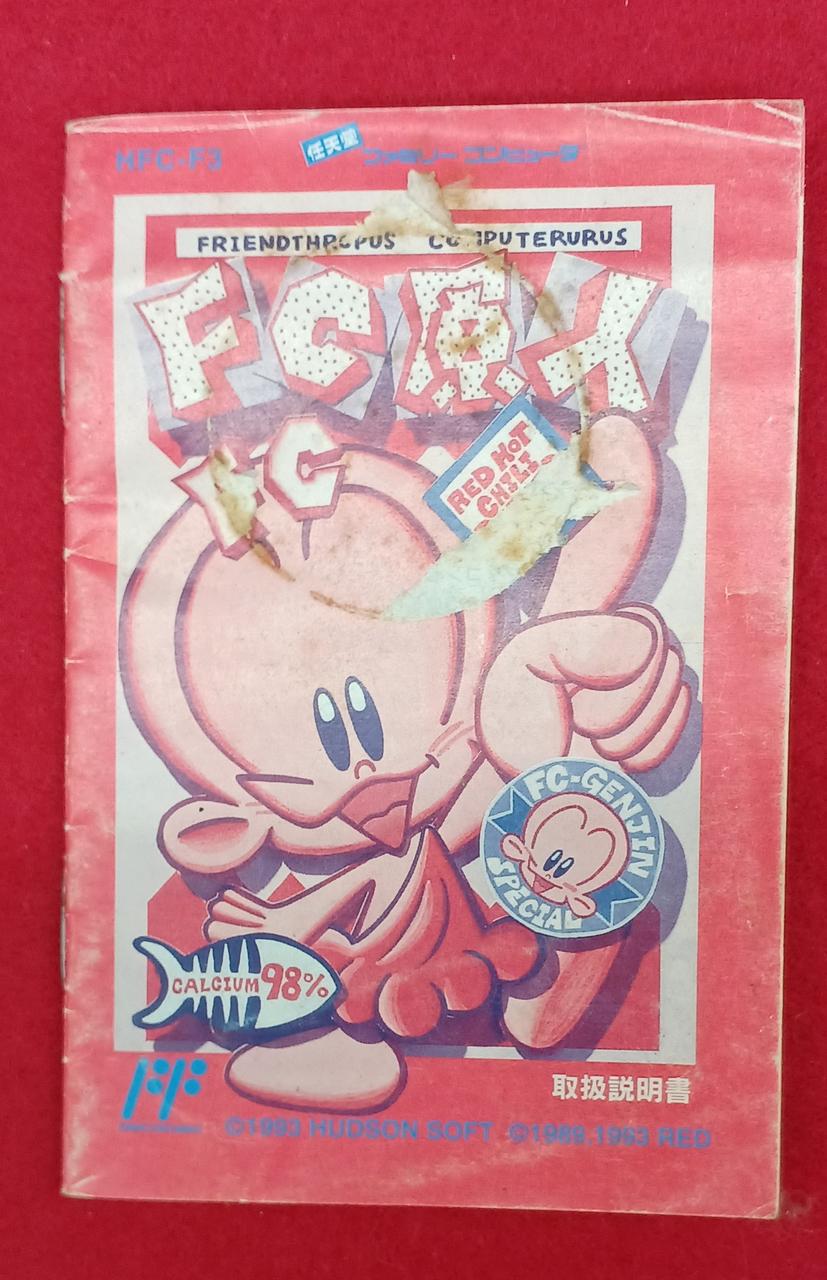 HFC-F3
任天堂 ファミリーコンピュータ
FRIENDTHROPUS COMPUTERURUS
FC原人
FC
RED HOT
CHILI
FC-GENJIN
SPECIAL
CALCIUM 98%
取扱説明書
©1993 HUDSON SOFT ©1989,1993 RED